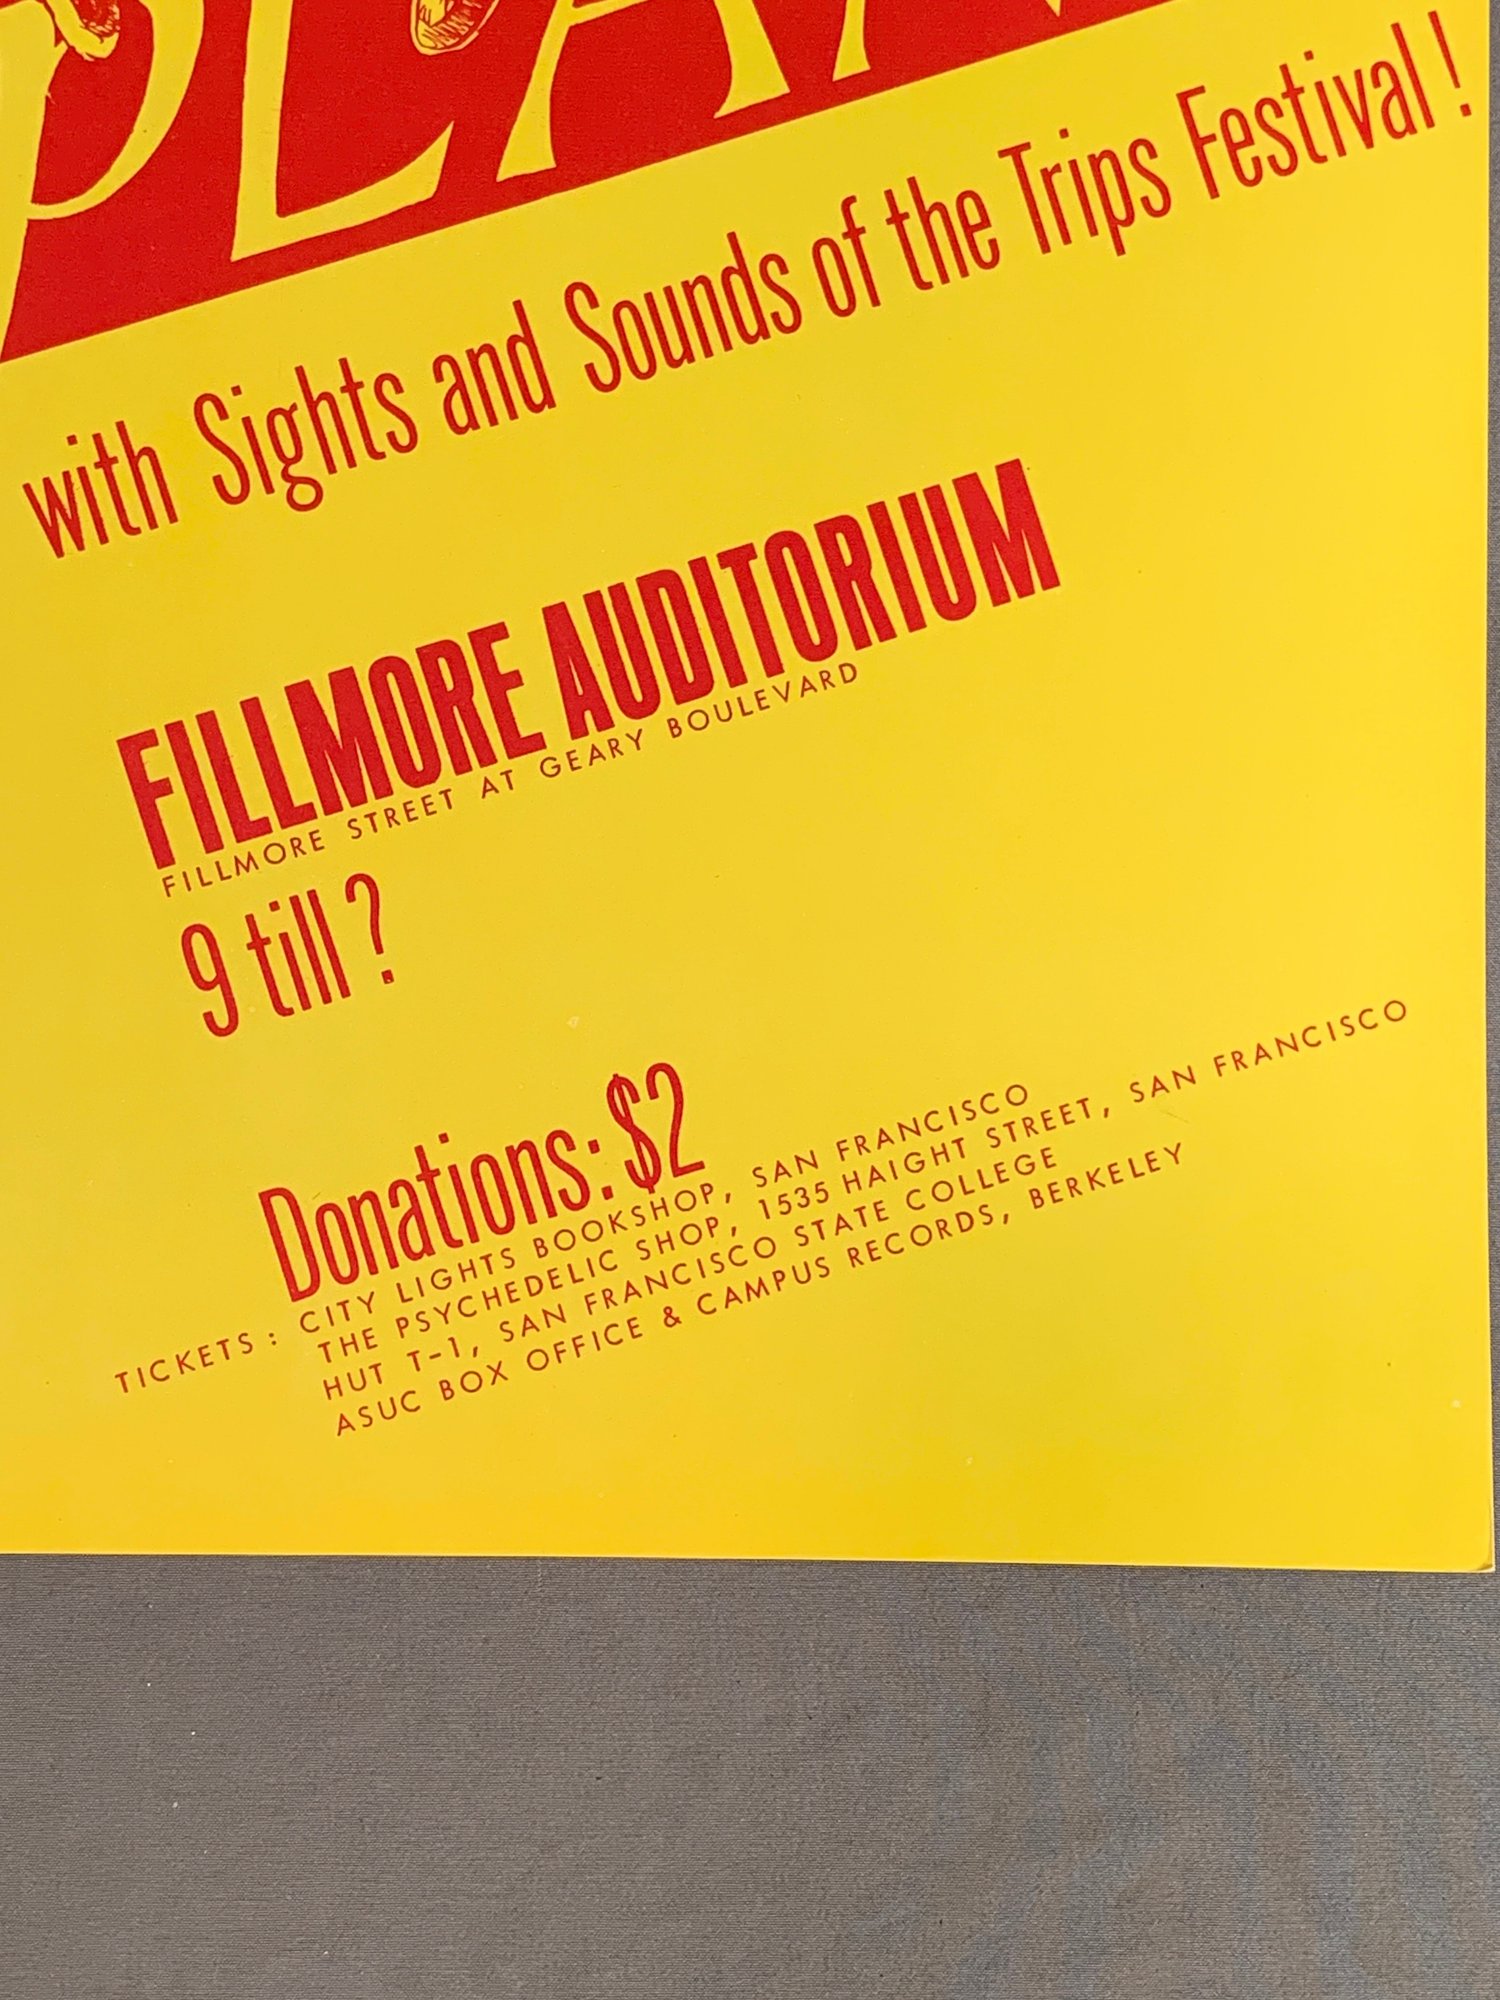 with Sights and Sounds of the Trips Festival!
FILLMORE AUDITORIUM
FILLMORE STREET AT GEARY BOULEVARD
9 till?
Donations: $2
TICKETS: CITY LIGHTS BOOKSHOP, SAN FRANCISCO
THE PSYCHEDELIC SHOP, 1535 HAIGHT STREET, SAN FRANCISCO
HUT T-1, SAN FRANCISCO STATE COLLEGE
ASUC BOX OFFICE & CAMPUS RECORDS, BERKELEY